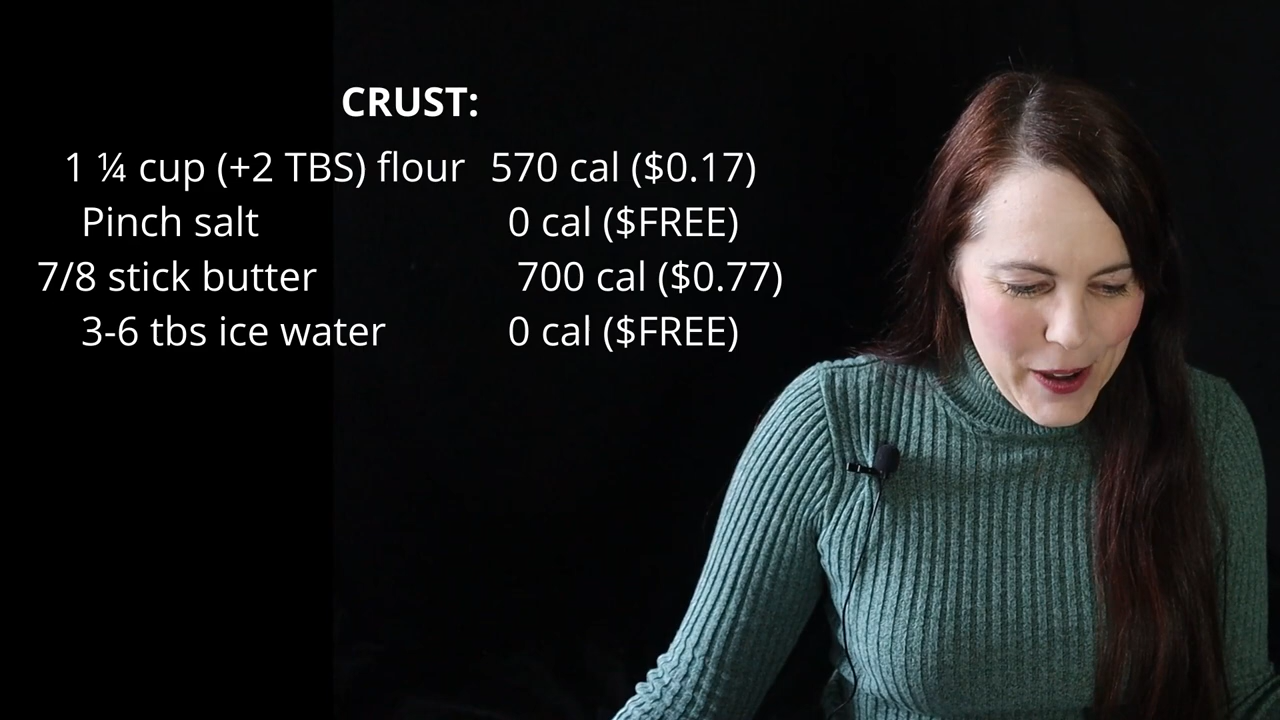 CRUST:
1 ¼ cup (+2 TBS) flour 570 cal ($0.17)
Pinch salt 0 cal ($FREE)
7/8 stick butter 700 cal ($0.77)
3-6 tbs ice water 0 cal ($FREE)